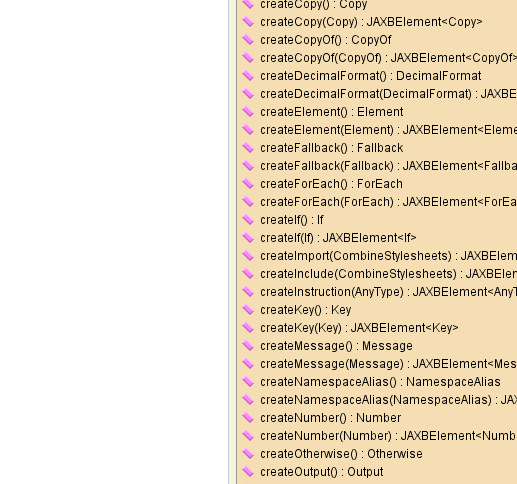 createCopy() : Copy
createCopy(Copy) : JAXBElement<Copy>
createCopyOf() : CopyOf
createCopyOf(CopyOf) : JAXBElement<CopyOf>
createDecimalFormat() : DecimalFormat
createDecimalFormat(DecimalFormat) : JAXBE
createElement() : Element
createElement(Element) : JAXBElement<Eleme
createFallback() : Fallback
createFallback(Fallback) : JAXBElement<Fallba
createForEach() : ForEach
createForEach(ForEach) : JAXBElement<ForEa
createIf() : If
createIf(If) : JAXBElement<If>
createImport(CombineStylesheets) : JAXBElem
createInclude(CombineStylesheets) : JAXBEler
createInstruction(AnyType) : JAXBElement<AnyT
createKey() : Key
createKey(Key) : JAXBElement<Key>
createMessage() : Message
createMessage(Message) : JAXBElement<Mes
createNamespaceAlias() : NamespaceAlias
createNamespaceAlias(NamespaceAlias) : JAX
createNumber() : Number
createNumber(Number) : JAXBElement<Numb
createOtherwise() : Otherwise
createOutput() : Output